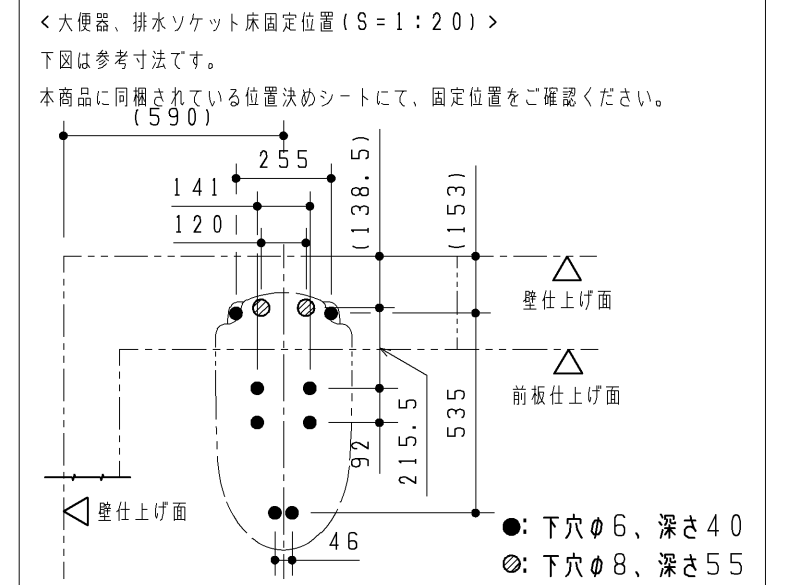 <大便器、排水ソケット床固定位置(S=1:20)>
下図は参考寸法です。
本商品に同梱されている位置決めシートにて、固定位置をご確認ください。
(590)
255
141
120
(138.5)
(153)
壁仕上げ面
前板仕上げ面
92
215.5
535
壁仕上げ面
46
●: 下穴φ6、深さ40
下穴φ8、深さ55